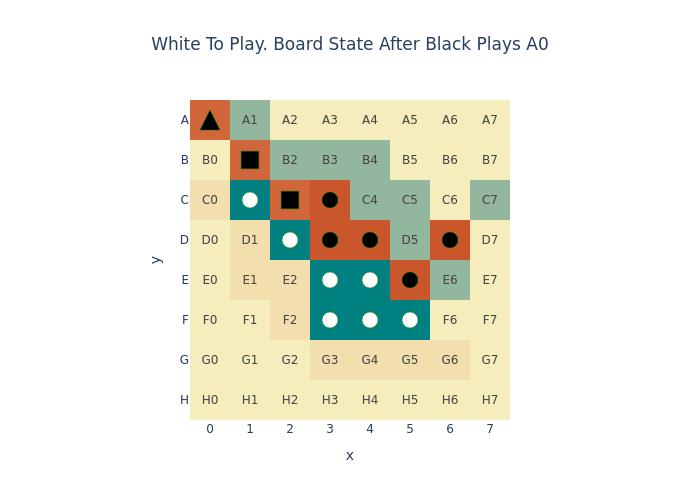 White To Play. Board State After Black Plays A0
A A1 A2 A3 A4 A5 A6 A7
B B0 B2 B3 B4 B5 B6 B7
C C0 C4 C5 C6 C7
D D0 D1 D5 D7
E E0 E1 E2 E6 E7
F F0 F1 F2 F6 F7
G G0 G1 G2 G3 G4 G5 G6 G7
H H0 H1 H2 H3 H4 H5 H6 H7
0 1 2 3 4 5 6 7
x
y